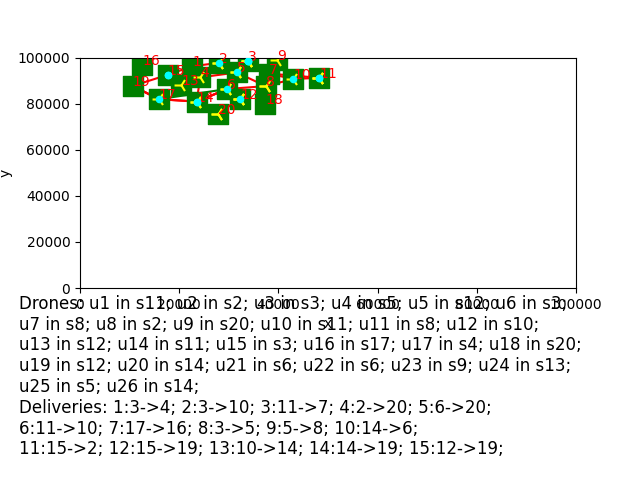 100000
80000
60000
40000
20000
0
y
16
2
3
9
18
0 20000 40000 60000 80000 100000
x
Drones: u1 in s11; u2 in s2; u3 in s3; u4 in s5; u5 in s12; u6 in s3;
u7 in s8; u8 in s2; u9 in s20; u10 in s11; u11 in s8; u12 in s10;
u13 in s12; u14 in s11; u15 in s3; u16 in s17; u17 in s4; u18 in s20;
u19 in s12; u20 in s14; u21 in s6; u22 in s6; u23 in s9; u24 in s13;
u25 in s5; u26 in s14;
Deliveries: 1:3->4; 2:3->10; 3:11->7; 4:2->20; 5:6->20;
6:11->10; 7:17->16; 8:3->5; 9:5->8; 10:14->6;
11:15->2; 12:15->19; 13:10->14; 14:14->19; 15:12->19;